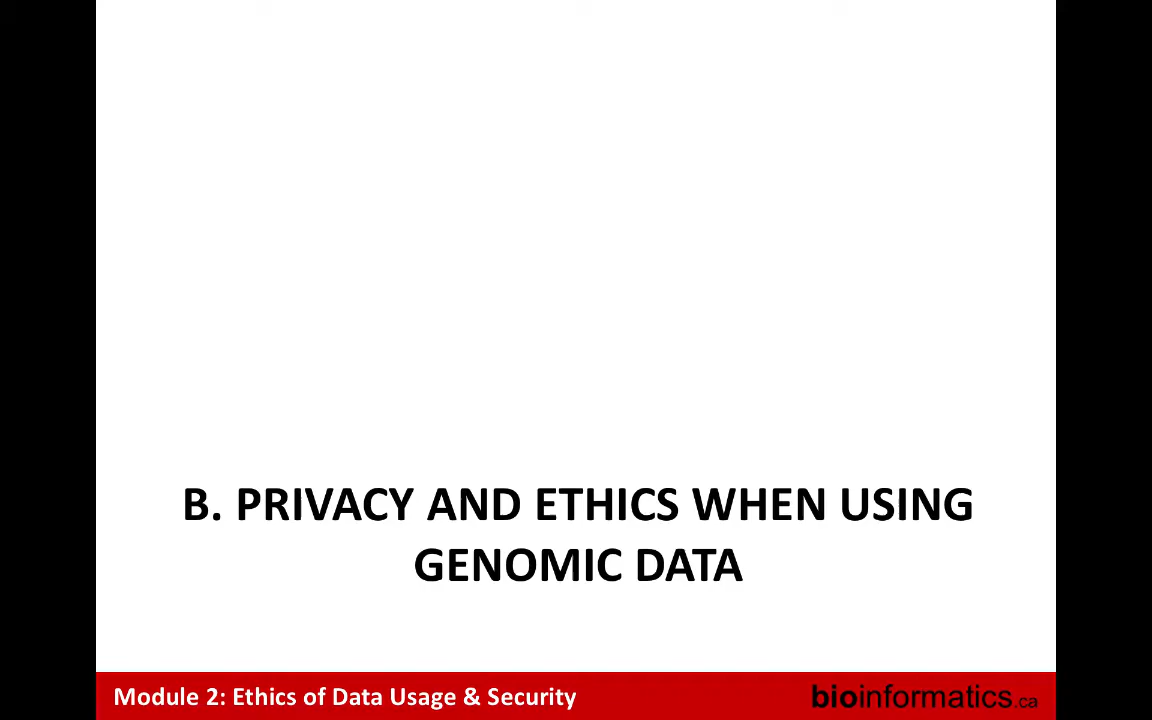 B. PRIVACY AND ETHICS WHEN USING
GENOMIC DATA
Module 2: Ethics of Data Usage & Security
bioinformatics.ca